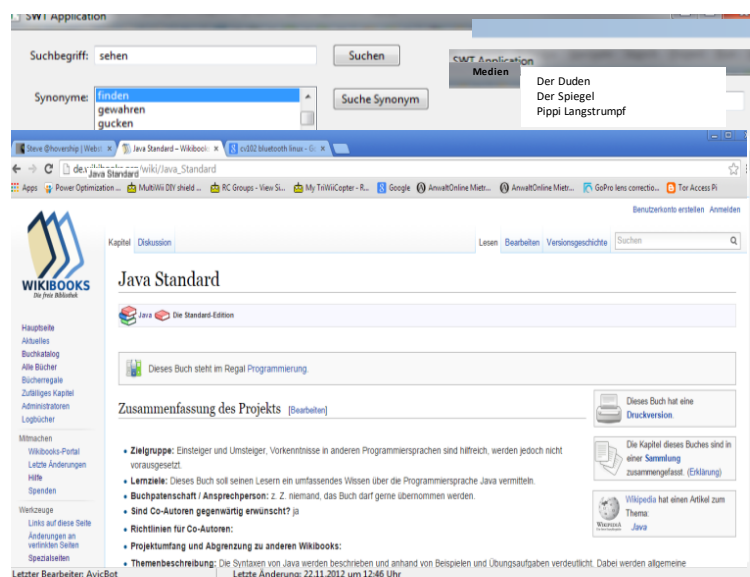 SWT Application
Suchbegriff: sehen
Suchen
SWT Application
Medien
Der Duden
Der Spiegel
Pippi Langstrumpf
Synonyme: finden
gewahren
gucken
Suche Synonym
Java Standard – Wikibook
cv102 bluetooth linux - G
Java Standard
/wiki/Java_Standard
Apps Power Optimization ... MultiWii DIY shield ... RC Groups - View Si... My TriWiiCopter - R... Google AnwaltOnline Mietr... AnwaltOnline Mietr... GoPro lens correctio... Tor Access Pi
Benutzerkonto erstellen Anmelden
Kapitel Diskussion
Lesen Bearbeiten Versionsgeschichte Suchen
WIKIBOOKS
Die freie Bibliothek
Java Standard
Java Die Standard-Edition
Hauptseite
Aktuelles
Buchkatalog
Alle Bücher
Bücherregale
Zufälliges Kapitel
Administratoren
Logbücher
Dieses Buch steht im Regal Programmierung.
Zusammenfassung des Projekts [Bearbeiten]
Dieses Buch hat eine
Druckversion.
Die Kapitel dieses Buches sind in
einer Sammlung
zusammengefasst. (Erklärung)
Wikipedia hat einen Artikel zum
Thema:
Java
Mitmachen
Wikibooks-Portal
Letzte Änderungen
Hilfe
Spenden
Werkzeuge
Links auf diese Seite
Änderungen an
verlinkten Seiten
Spezialseiten
• Zielgruppe: Einsteiger und Umsteiger, Vorkenntnisse in anderen Programmiersprachen sind hilfreich, werden jedoch nicht
vorausgesetzt.
• Lernziele: Dieses Buch soll seinen Lesern ein umfassendes Wissen über die Programmiersprache Java vermitteln.
• Buchpatenschaft / Ansprechperson: z. Z. niemand, das Buch darf gerne übernommen werden.
• Sind Co-Autoren gegenwärtig erwünscht? ja
• Richtlinien für Co-Autoren:
• Projektumfang und Abgrenzung zu anderen Wikibooks:
• Themenbeschreibung: Die Syntaxen von Java werden beschrieben und anhand von Beispielen und Übungsaufgaben verdeutlicht. Dabei werden allgemeine
Letzter Bearbeiter: AvicBot
Letzte Änderung: 22.11.2012 um 12:46 Uhr